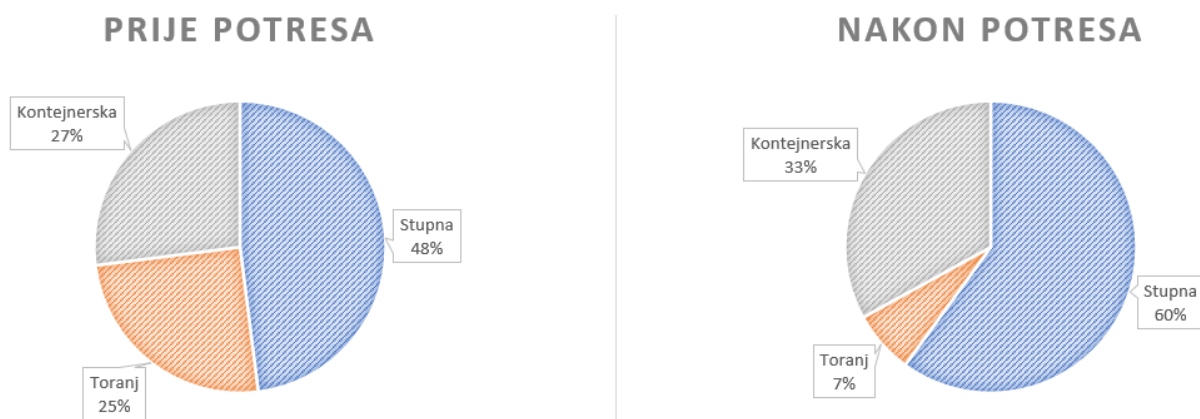 PRIJE POTRESA
Kontejnerska
27%
Stupna
48%
Toranj
25%
NAKON POTRESA
Kontejnerska
33%
Stupna
60%
Toranj
7%